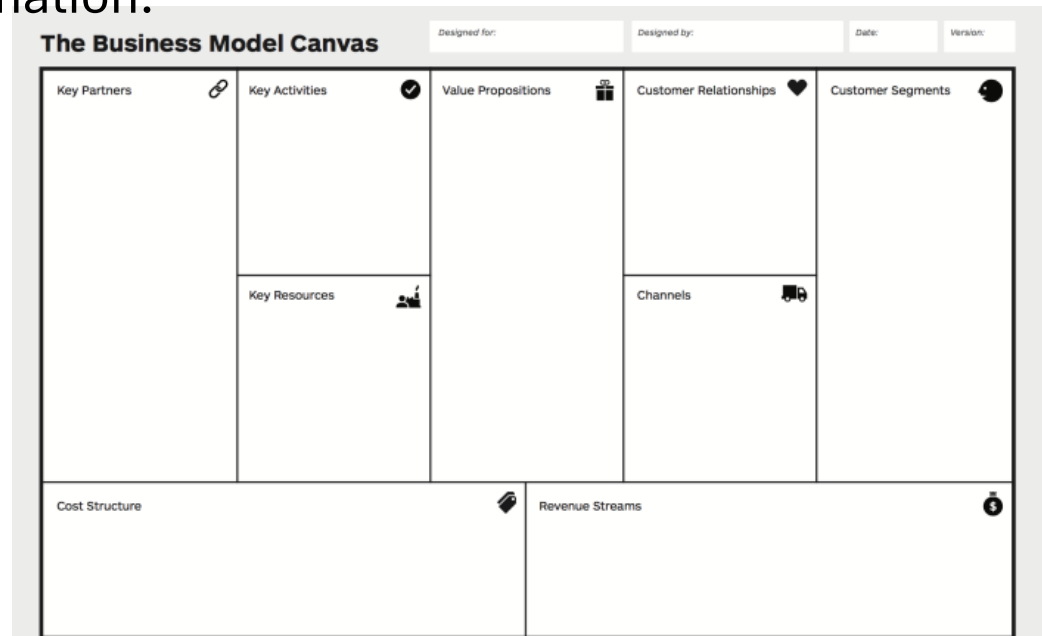 The Business Model Canvas
Designed for:
Designed by:
Date:
Version:
Key Partners
Key Activities
Value Propositions
Customer Relationships
Customer Segments
Key Resources
Channels
Cost Structure
Revenue Streams
$